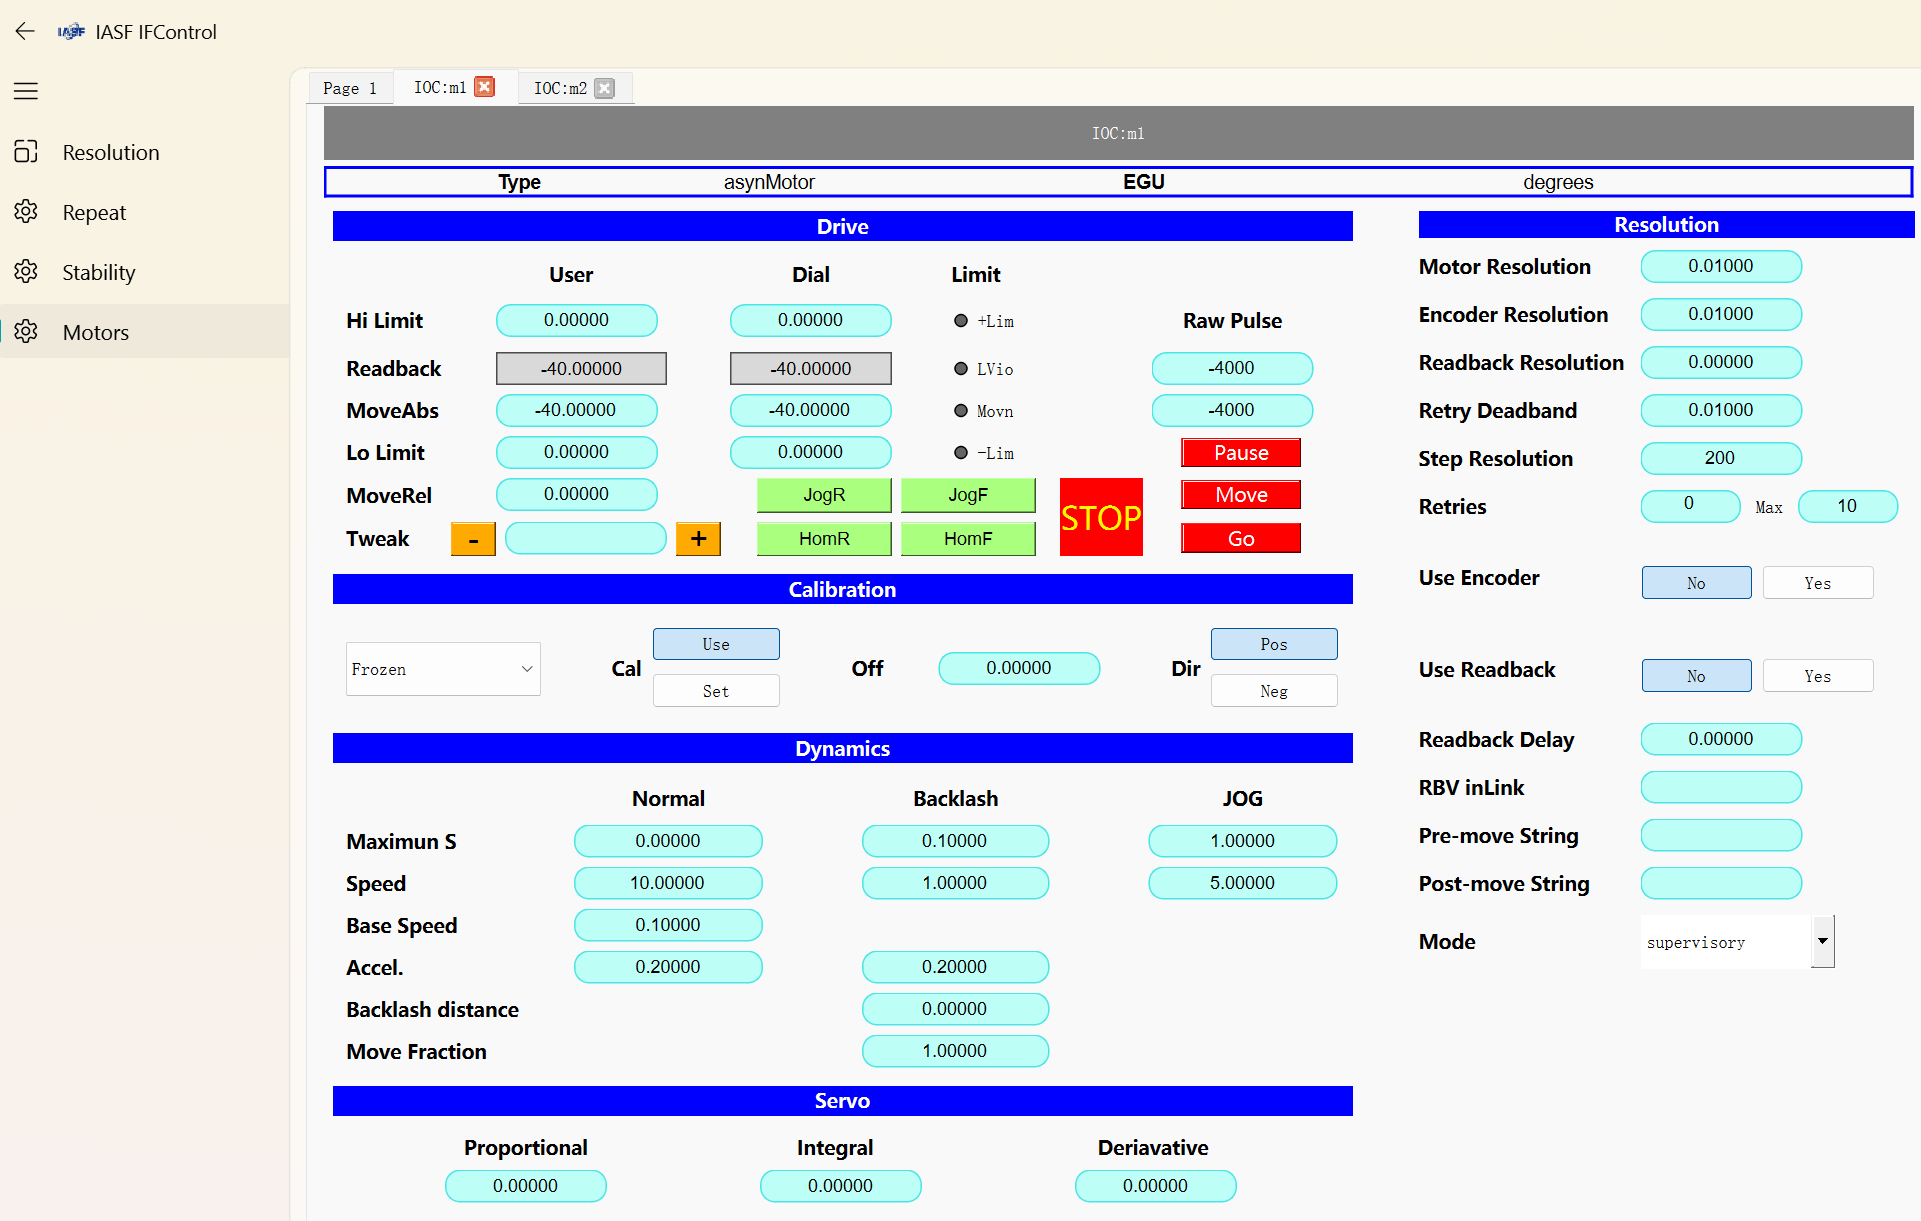 IASF IFControl
Resolution
Repeat
Stability
Motors
Page 1 IOC:m1 IOC:m2
IOC:m1
Type asynMotor EGU degrees
Drive
User Dial Limit
Hi Limit 0.00000 0.00000 +Lim Raw Pulse
Readback -40.00000 -40.00000 LVio -4000
MoveAbs -40.00000 -40.00000 Movn -4000
Lo Limit 0.00000 0.00000 -Lim Pause
MoveRel 0.00000 JogR JogF STOP Move
Tweak - + HomR HomF Go
Calibration
Frozen Cal Use Set Off 0.00000 Dir Pos Neg
Dynamics
Normal Backlash JOG
Maximun S 0.00000 0.10000 1.00000
Speed 10.00000 1.00000 5.00000
Base Speed 0.10000
Accel. 0.20000 0.20000
Backlash distance 0.00000
Move Fraction 1.00000
Servo
Proportional Integral Deriavative
0.00000 0.00000 0.00000
Resolution
Motor Resolution 0.01000
Encoder Resolution 0.01000
Readback Resolution 0.00000
Retry Deadband 0.01000
Step Resolution 200
Retries 0 Max 10
Use Encoder No Yes
Use Readback No Yes
Readback Delay 0.00000
RBV inLink
Pre-move String
Post-move String
Mode supervisory